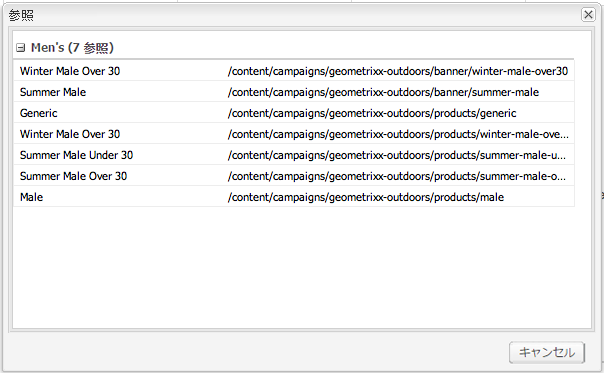 参照
Men's (7 参照)
Winter Male Over 30 /content/campaigns/geometrixx-outdoors/banner/winter-male-over30
Summer Male /content/campaigns/geometrixx-outdoors/banner/summer-male
Generic /content/campaigns/geometrixx-outdoors/products/generic
Winter Male Over 30 /content/campaigns/geometrixx-outdoors/products/winter-male-ove...
Summer Male Under 30 /content/campaigns/geometrixx-outdoors/products/summer-male-u...
Summer Male Over 30 /content/campaigns/geometrixx-outdoors/products/summer-male-o...
Male /content/campaigns/geometrixx-outdoors/products/male
キャンセル